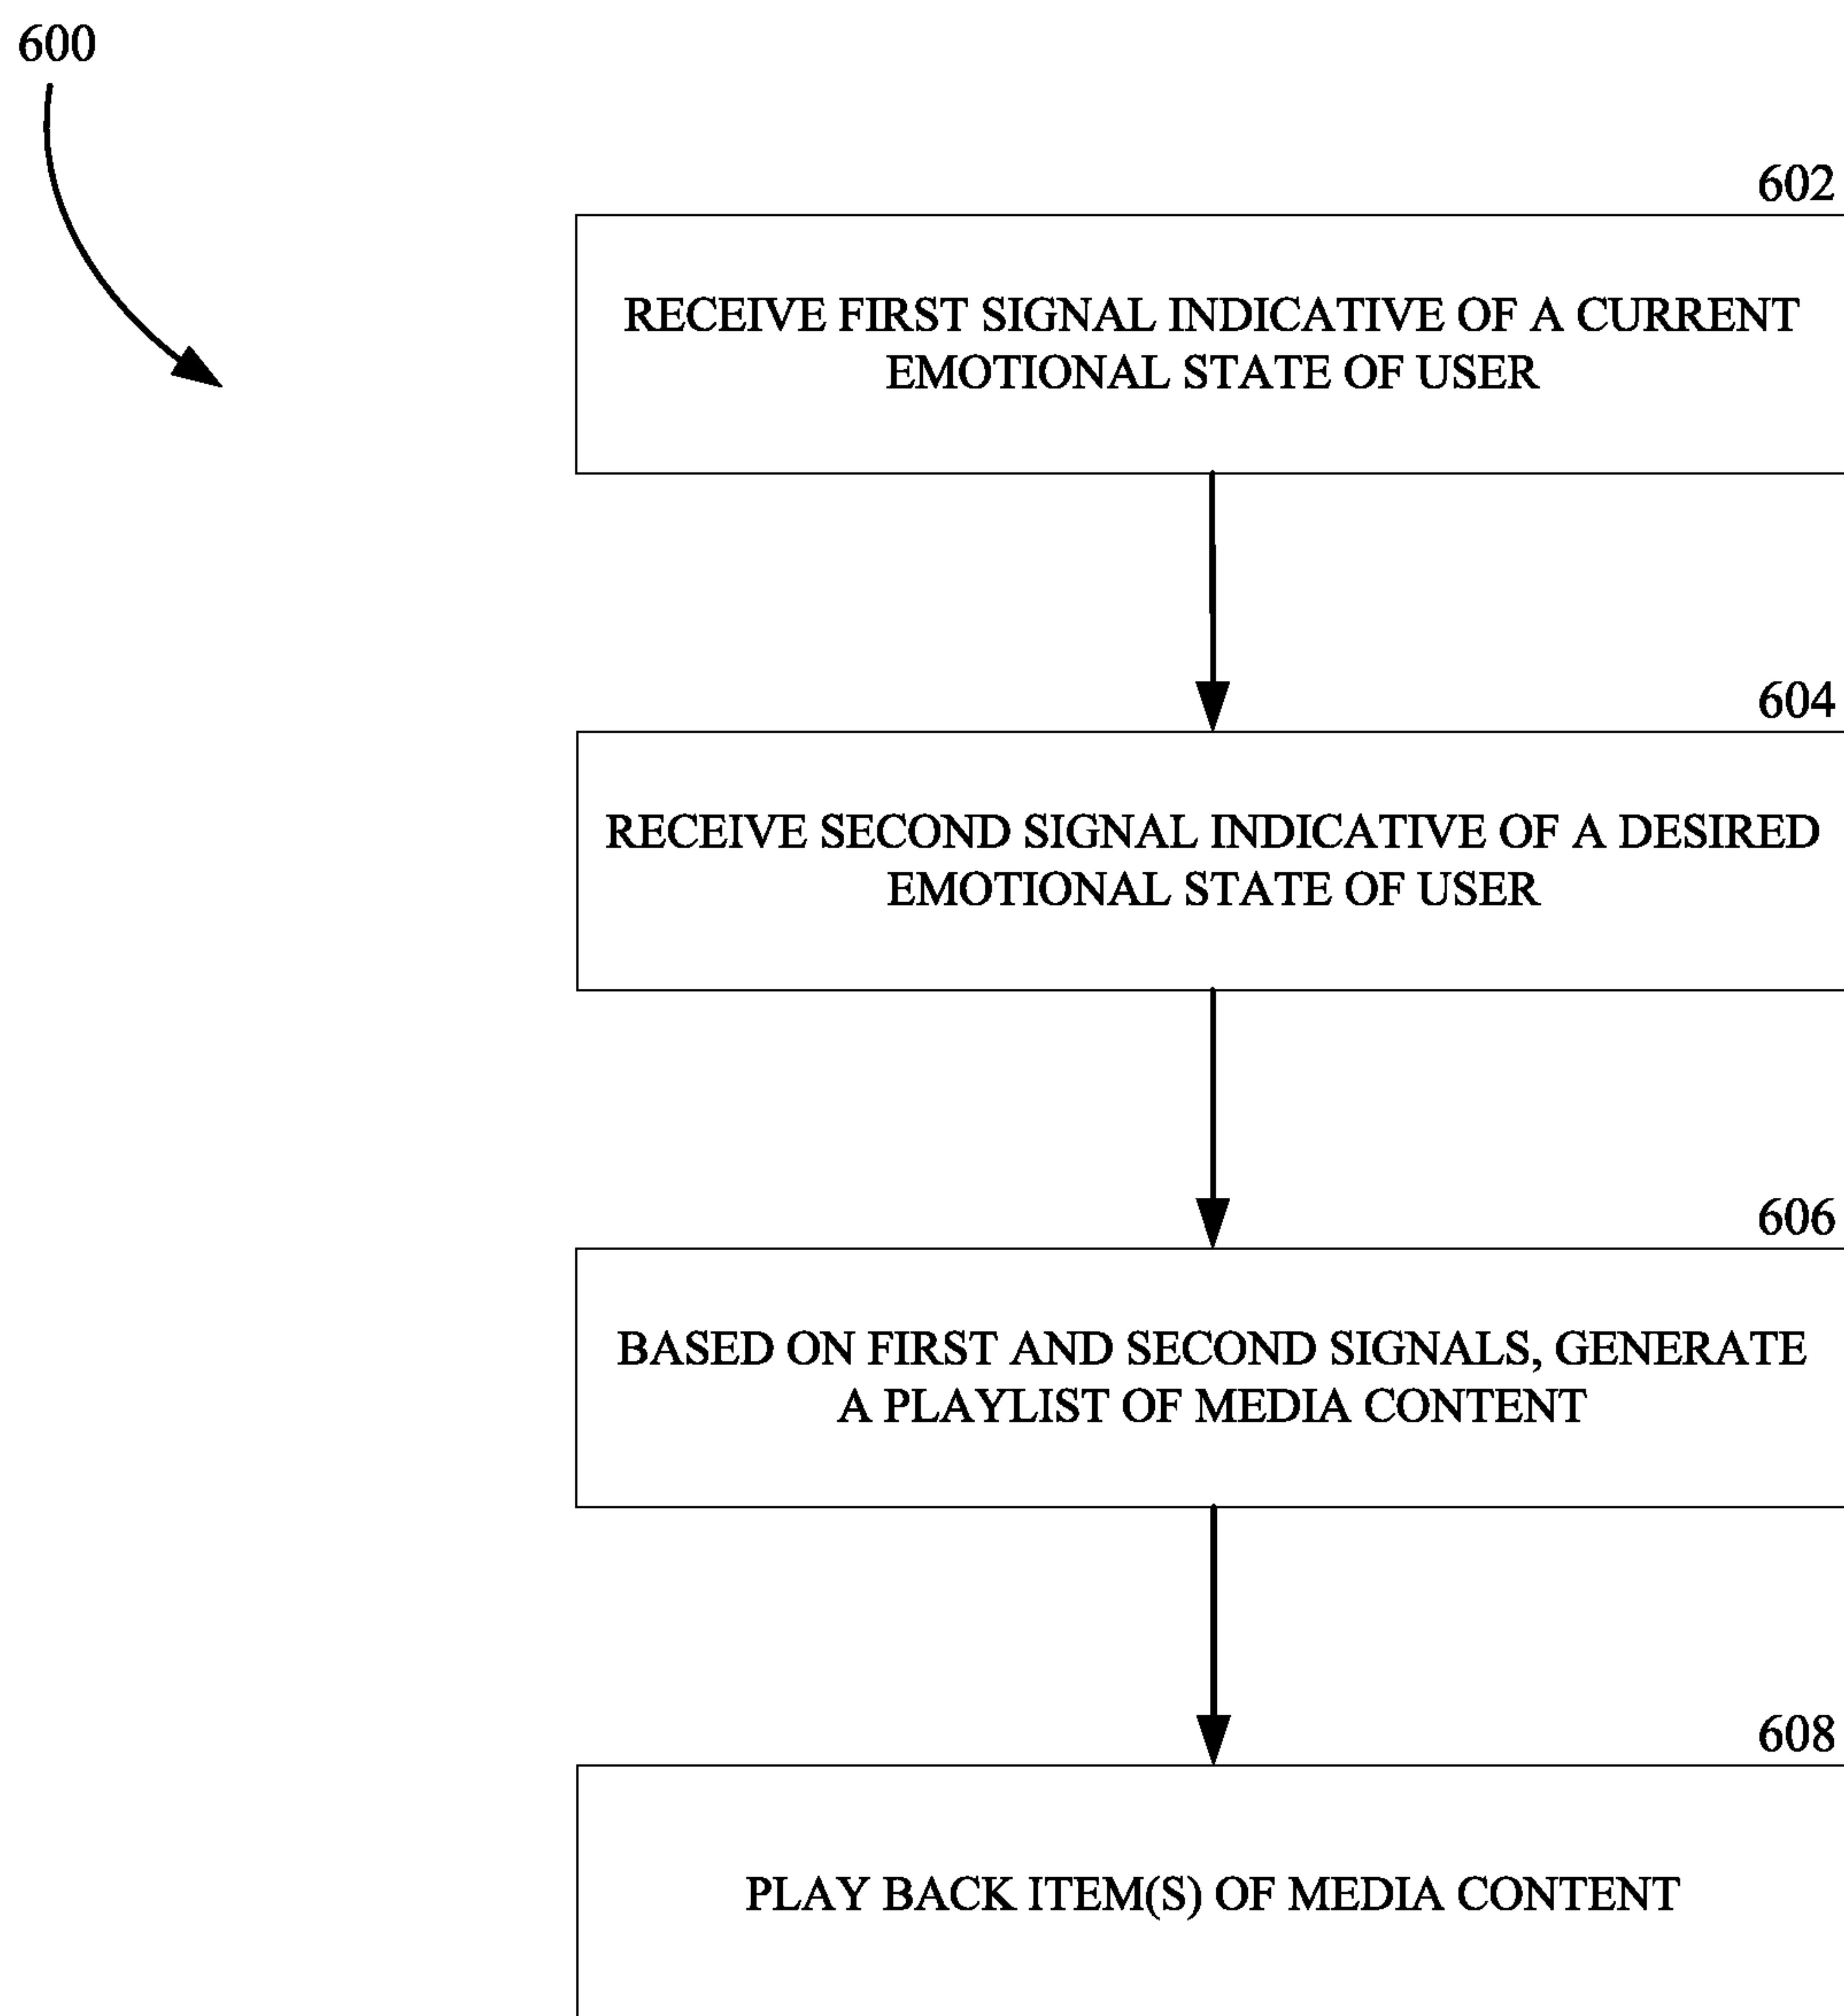 600
602
RECEIVE FIRST SIGNAL INDICATIVE OF A CURRENT
EMOTIONAL STATE OF USER
604
RECEIVE SECOND SIGNAL INDICATIVE OF A DESIRED
EMOTIONAL STATE OF USER
606
BASED ON FIRST AND SECOND SIGNALS, GENERATE
A PLAYLIST OF MEDIA CONTENT
608
PLAY BACK ITEM(S) OF MEDIA CONTENT